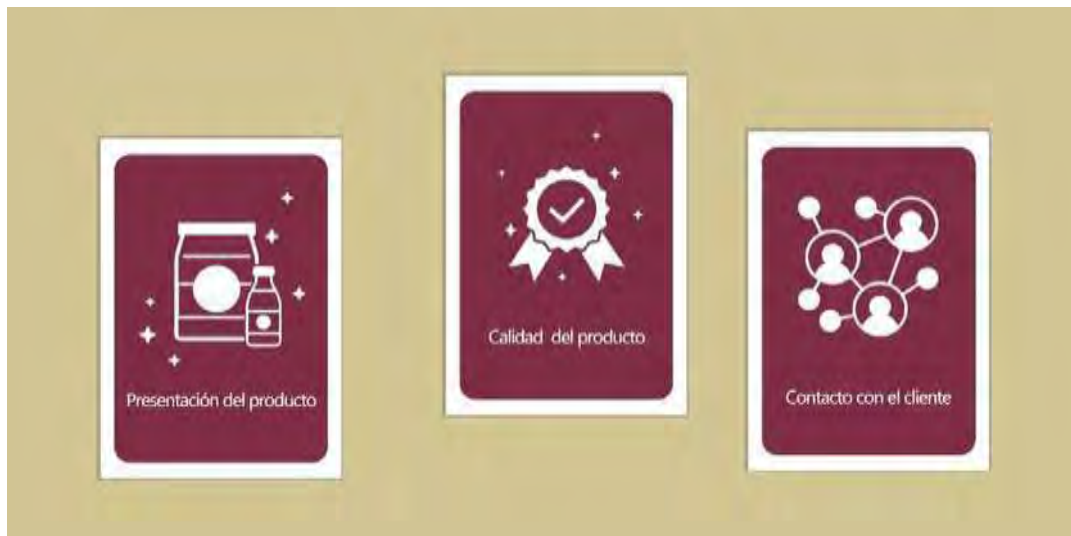 Presentación del producto
Calidad del producto
Contacto con el cliente